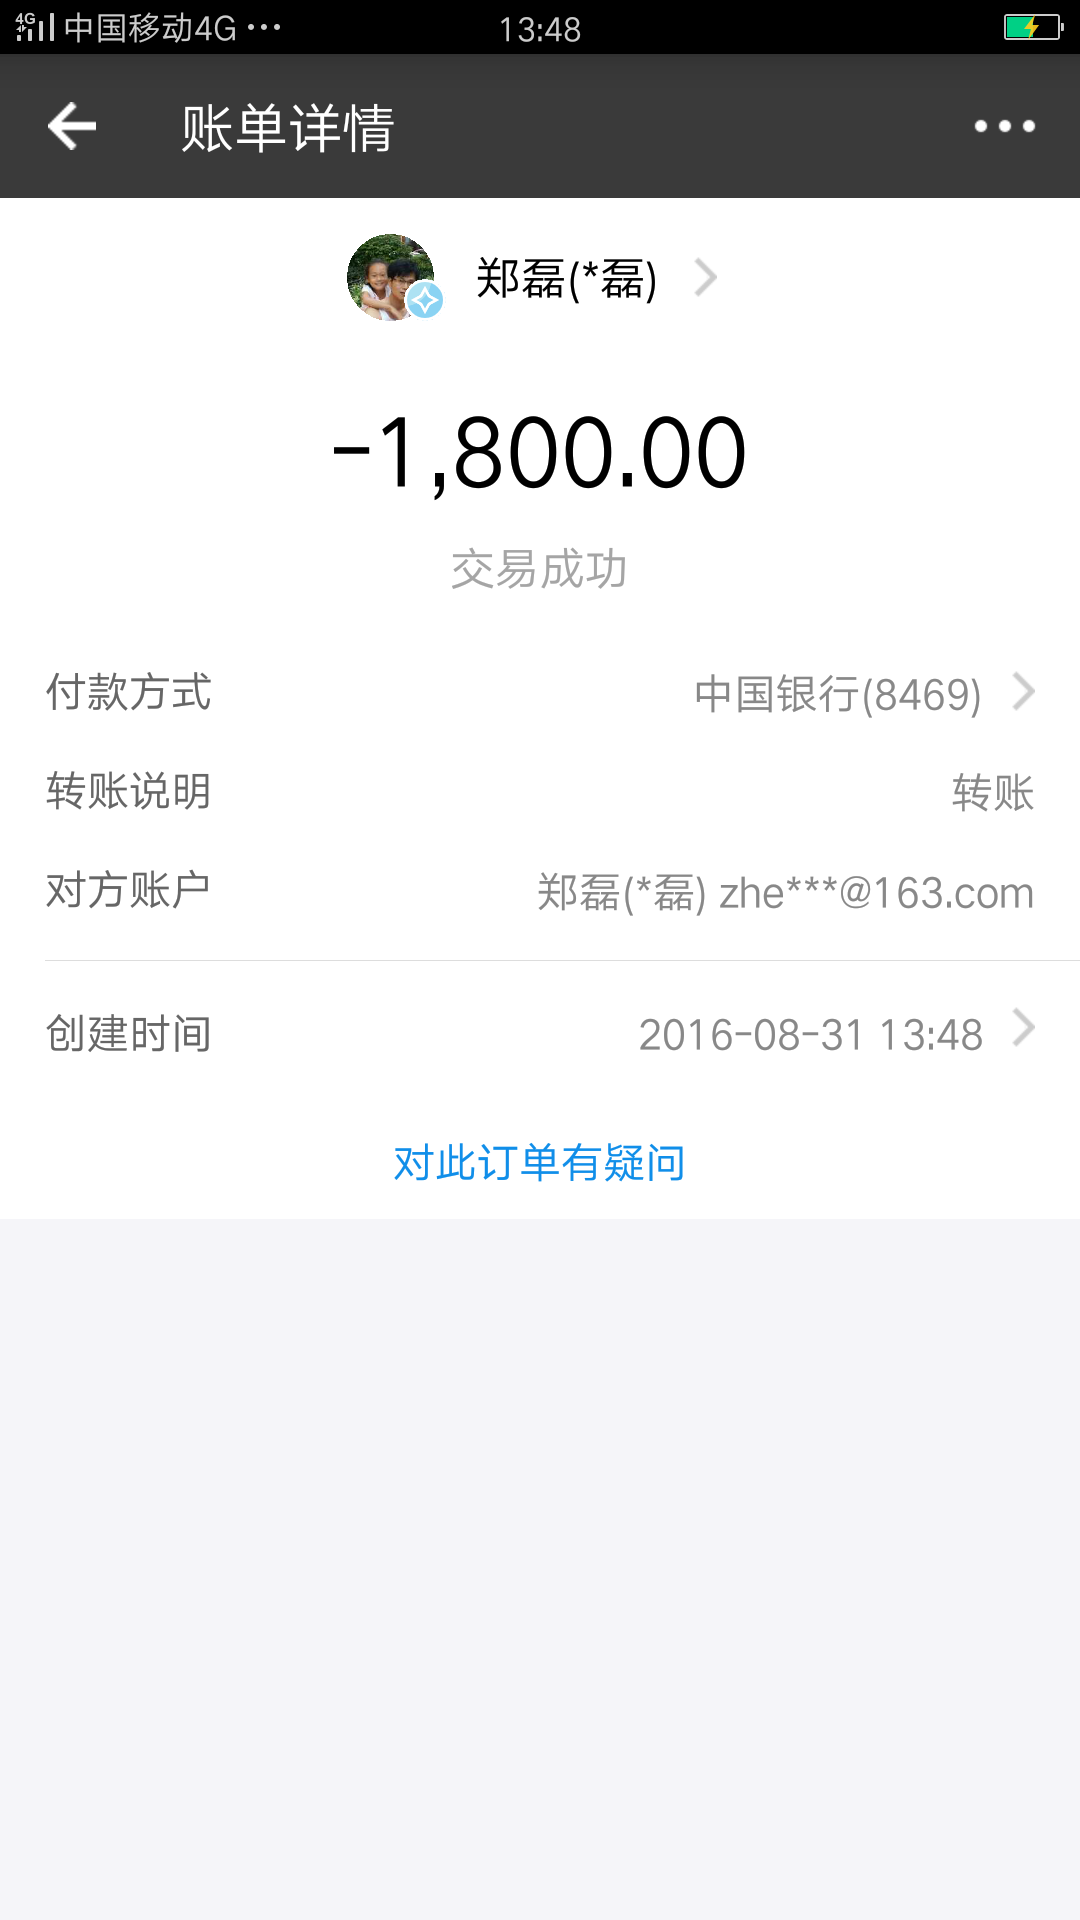 4G 中国移动4G ··· 13:48
账单详情
郑磊(*磊)
-1,800.00
交易成功
付款方式 中国银行(8469)
转账说明 转账
对方账户 郑磊(*磊) zhe***@163.com
创建时间 2016-08-31 13:48
对此订单有疑问